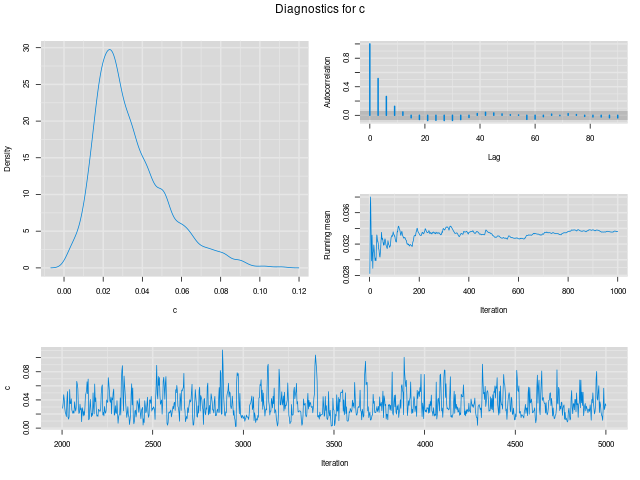 Diagnostics for c
Density
0 5 10 15 20 25 30
0.00 0.02 0.04 0.06 0.08 0.10 0.12
c
Autocorrelation
0.0 0.4 0.8
0 20 40 60 80
Lag
Running mean
0.028 0.032 0.036
0 200 400 600 800 1000
Iteration
c
0.00 0.04 0.08
2000 2500 3000 3500 4000 4500 5000
Iteration